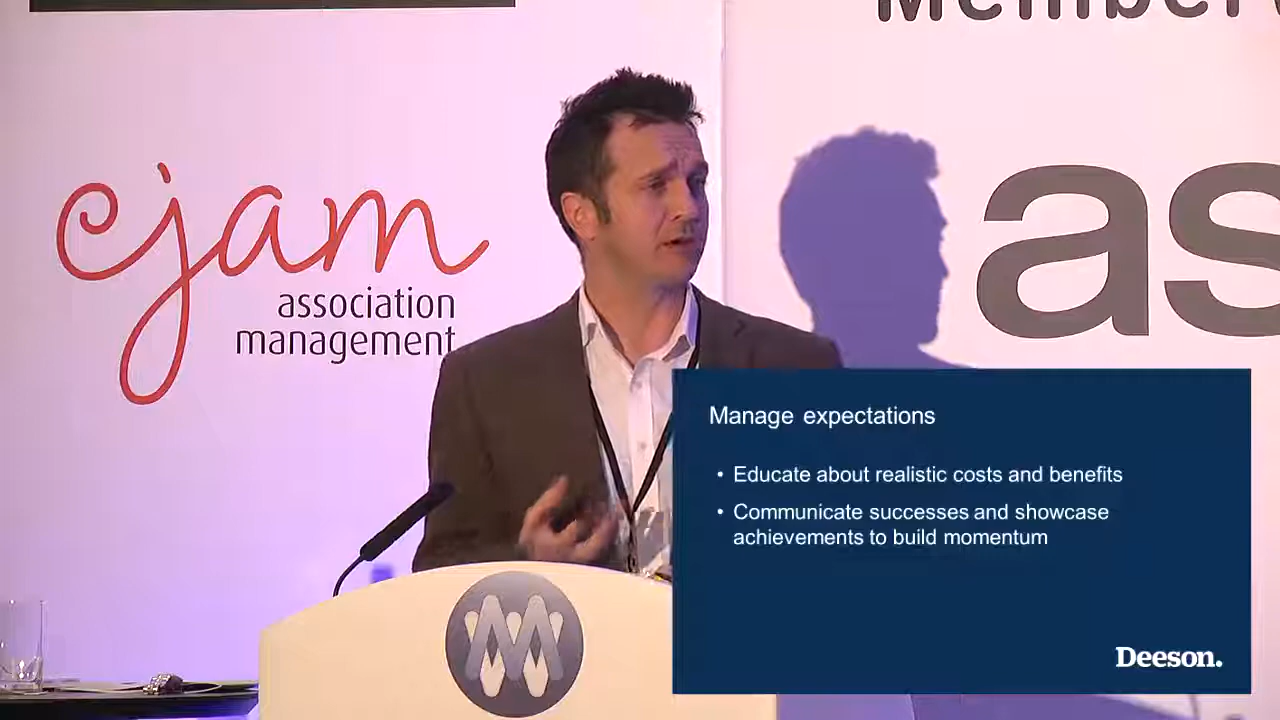 cjam
association
management
as
Manage expectations
• Educate about realistic costs and benefits
• Communicate successes and showcase
achievements to build momentum
Deeson.